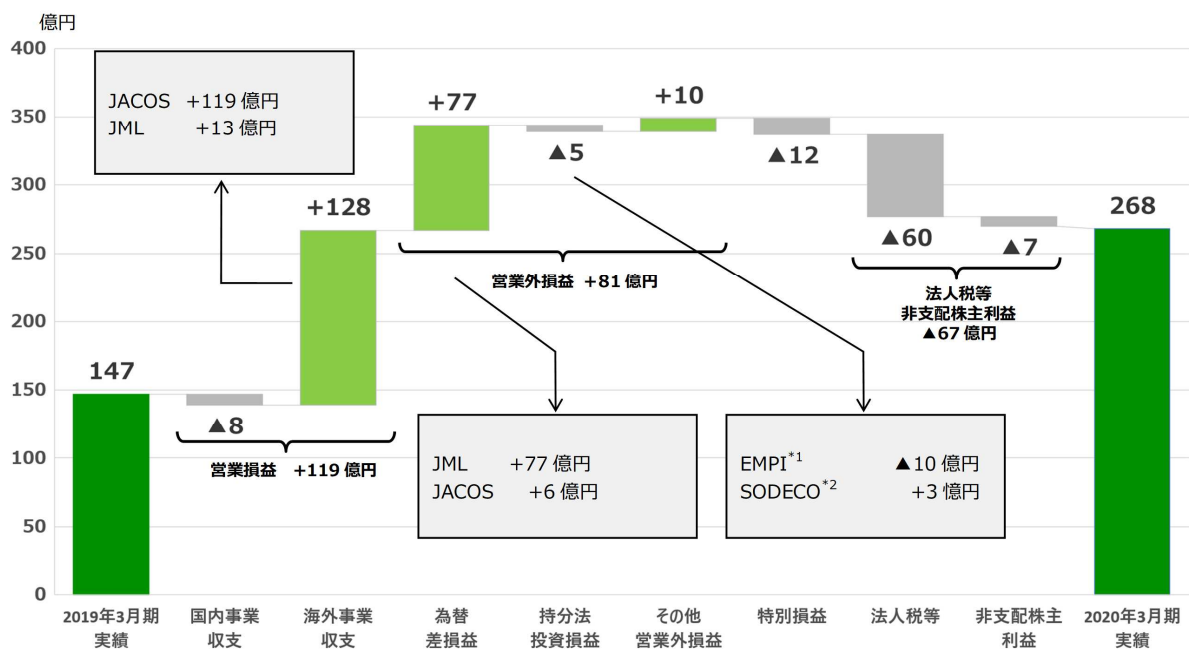 億円
400
350
300
250
200
150
100
50
0
JACOS +119 億円
JML +13 億円
147
▲8
+128
+77
▲5
+10
▲12
▲60
▲7
268
営業損益 +119 億円
営業外損益 +81 億円
法人税等
非支配株主利益
▲67 億円
JML +77 億円
JACOS +6 億円
EMPI*1 ▲10 億円
SODECO*2 +3 億円
2019年3月期
実績
国内事業
収支
海外事業
収支
為替
差損益
持分法
投資損益
その他
営業外損益
特別損益
法人税等
非支配株主
利益
2020年3月期
実績